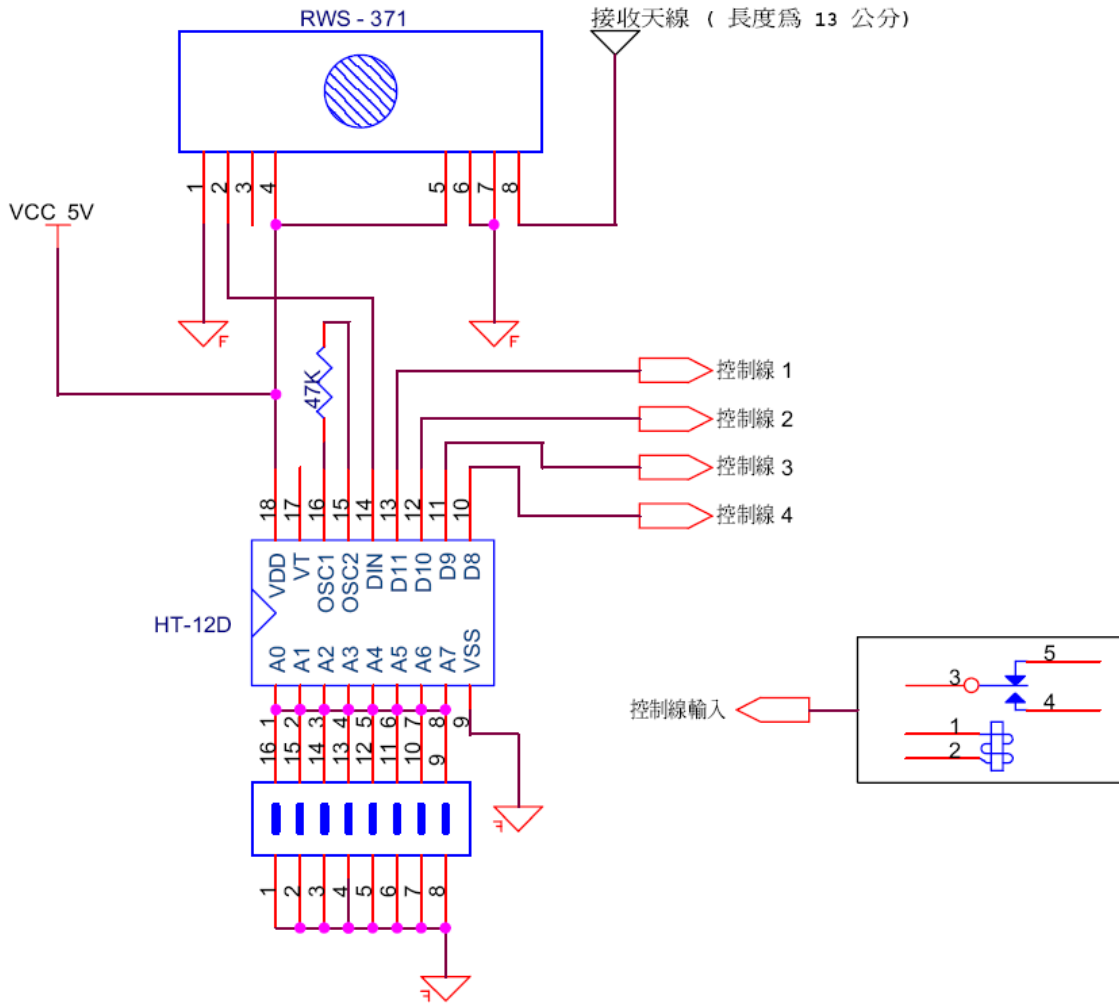 RWS - 371
接收天線 ( 長度為 13 公分)
1 2 3 4 5 6 7 8
VCC 5V
F
F
47K
控制線 1
控制線 2
控制線 3
控制線 4
18 17 16 15 14 13 12 11 10
VDD VT OSC1 OSC2 DIN D11 D10 D9 D8
HT-12D
A0 A1 A2 A3 A4 A5 A6 A7 VSS
1 2 3 4 5 6 7 8 9
16 15 14 13 12 11 10 9
F
1 2 3 4 5 6 7 8
F
控制線輸入
3
5
4
1
2